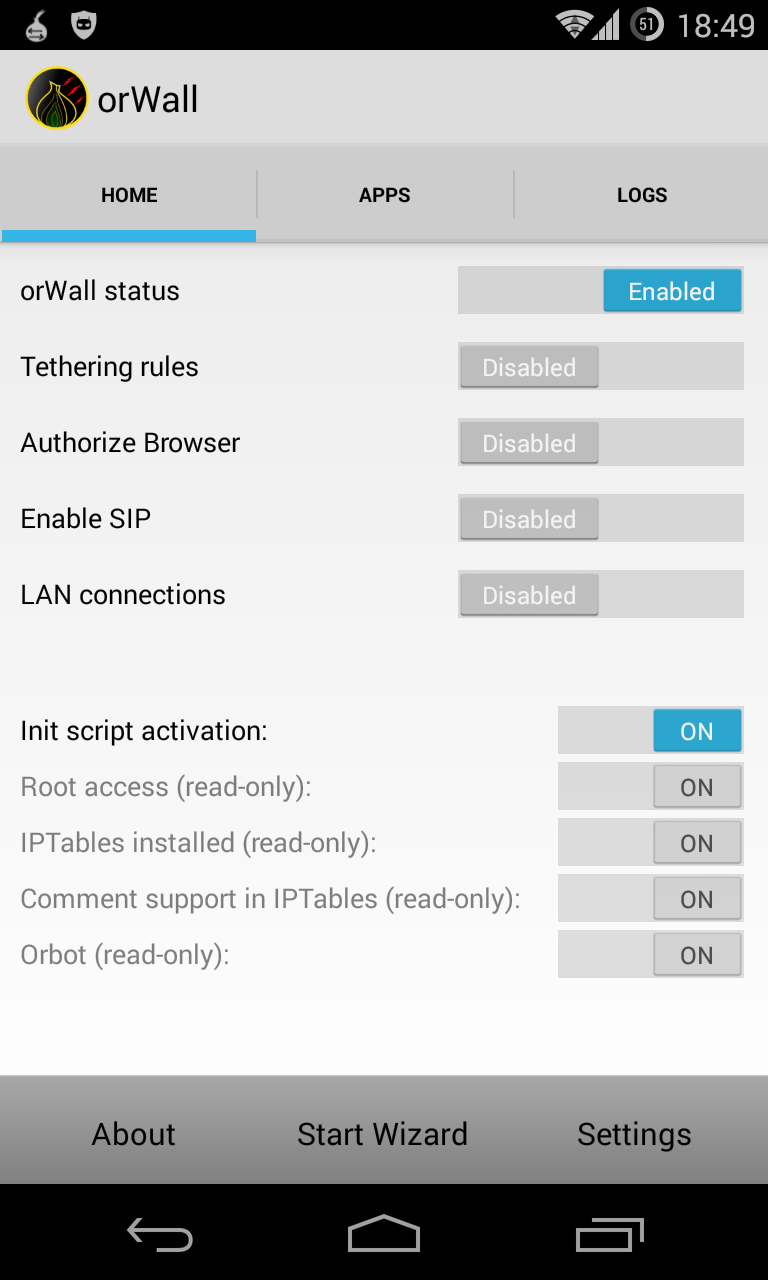 51 18:49
orWall
HOME APPS LOGS
orWall status Enabled
Tethering rules Disabled
Authorize Browser Disabled
Enable SIP Disabled
LAN connections Disabled
Init script activation: ON
Root access (read-only): ON
IPTables installed (read-only): ON
Comment support in IPTables (read-only): ON
Orbot (read-only): ON
About Start Wizard Settings